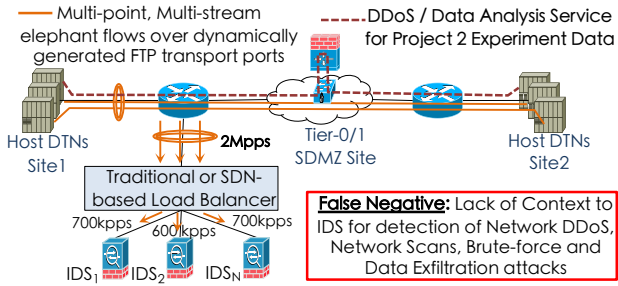 Multi-point, Multi-stream
elephant flows over dynamically
generated FTP transport ports
DDoS / Data Analysis Service
for Project 2 Experiment Data
Host DTNs
Site1
2Mpps
Tier-0/1
SDMZ Site
Host DTNs
Site2
Traditional or SDN-
based Load Balancer
700kpps
600kpps
700kpps
IDS1
IDS2
IDSN
False Negative: Lack of Context to
IDS for detection of Network DDoS,
Network Scans, Brute-force and
Data Exfiltration attacks